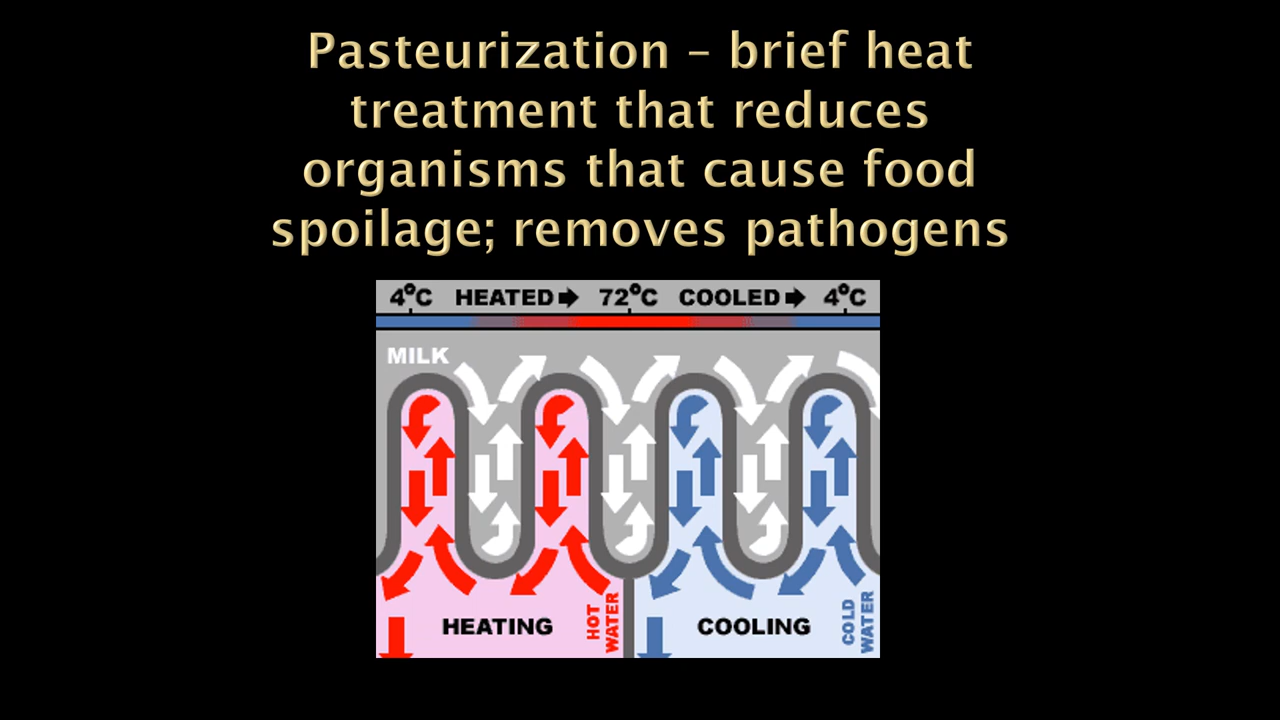 Pasteurization – brief heat
treatment that reduces
organisms that cause food
spoilage; removes pathogens
4°C HEATED ➡ 72°C COOLED ➡ 4°C
MILK
HEATING
HOT
WATER
COOLING
COLD
WATER